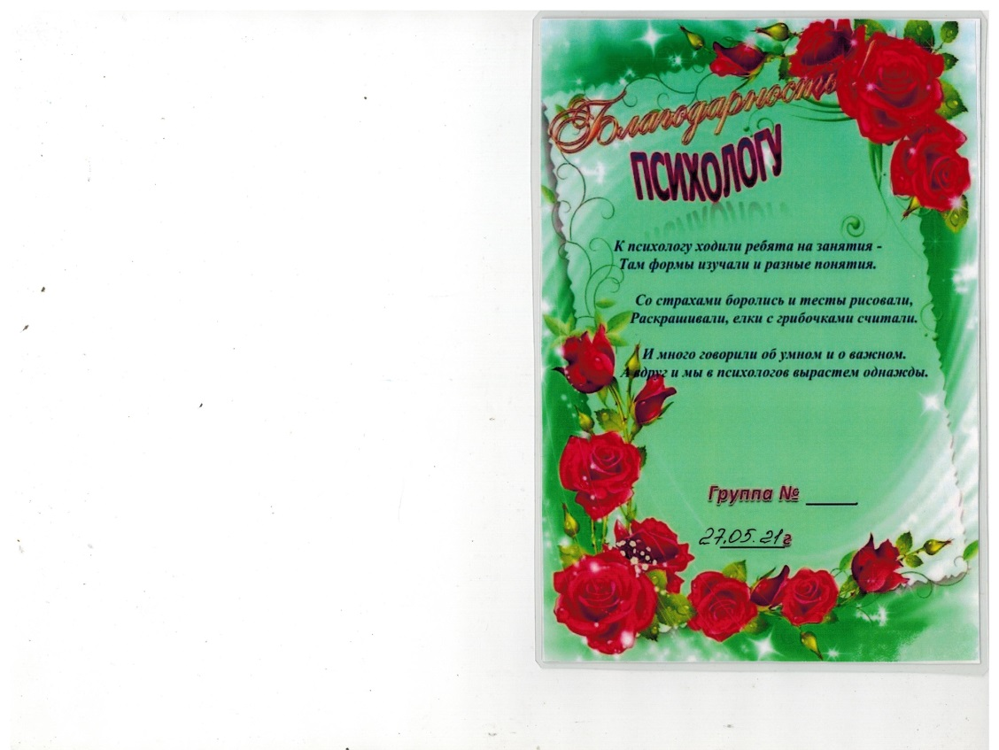 Благодарность
ПСИХОЛОГУ
К психологу ходили ребята на занятия -
Там формы изучали и разные понятия.
Со страхами боролись и тесты рисовали,
Раскрашивали, елки с грибочками считали.
И много говорили об умном и о важном.
А вдруг и мы в психологов вырастем однажды.
Группа № ____
27.05.21г